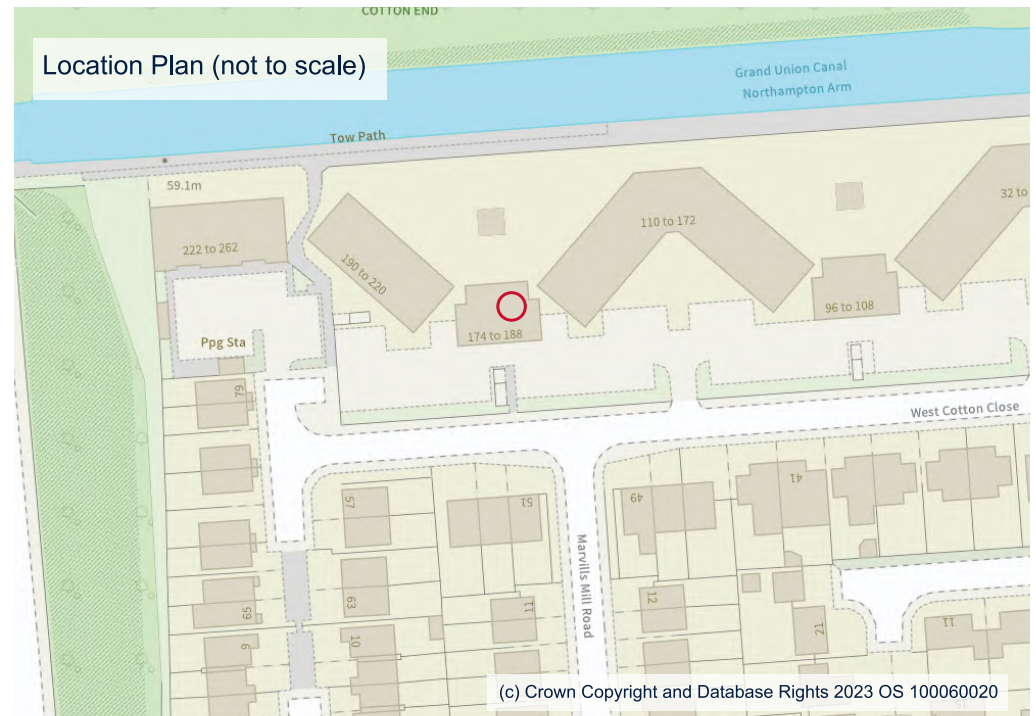 COTTON END
Location Plan (not to scale)
Grand Union Canal
Northampton Arm
Tow Path
59.1m
222 to 262
190 to 220
110 to 172
32 to
174 to 188
96 to 108
Ppg Sta
79
West Cotton Close
57
51
49
41
Marvills Mill Road
65
63
11
12
21
11
9
10
15
(c) Crown Copyright and Database Rights 2023 OS 100060020